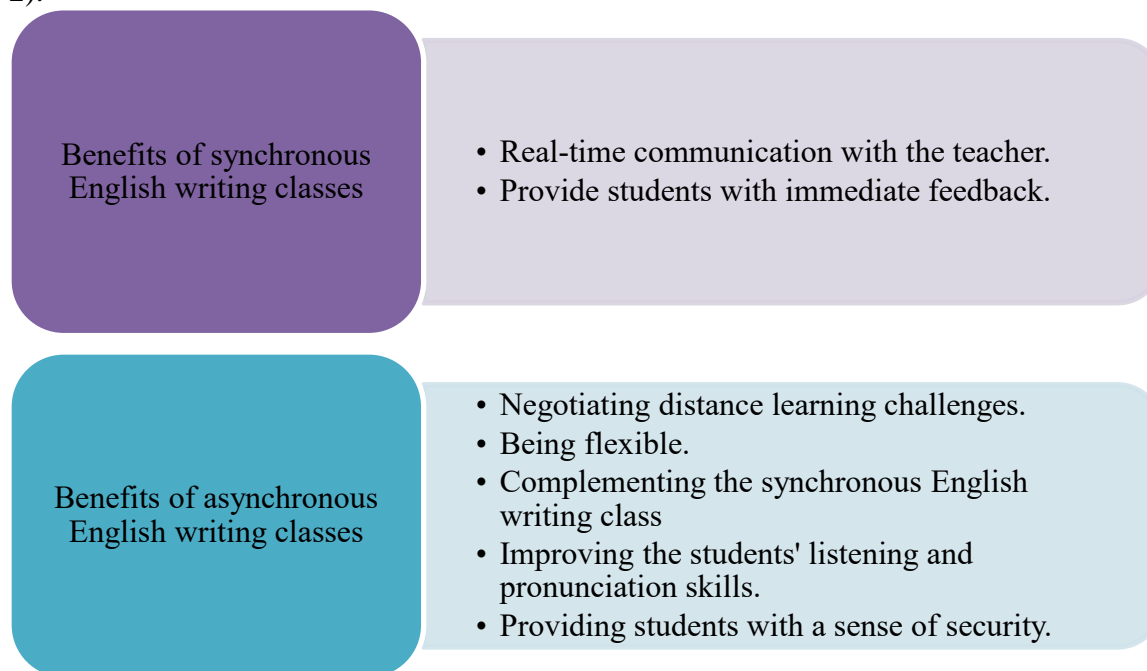 2).
Benefits of synchronous
English writing classes
• Real-time communication with the teacher.
• Provide students with immediate feedback.
Benefits of asynchronous
English writing classes
• Negotiating distance learning challenges.
• Being flexible.
• Complementing the synchronous English
writing class
• Improving the students' listening and
pronunciation skills.
• Providing students with a sense of security.